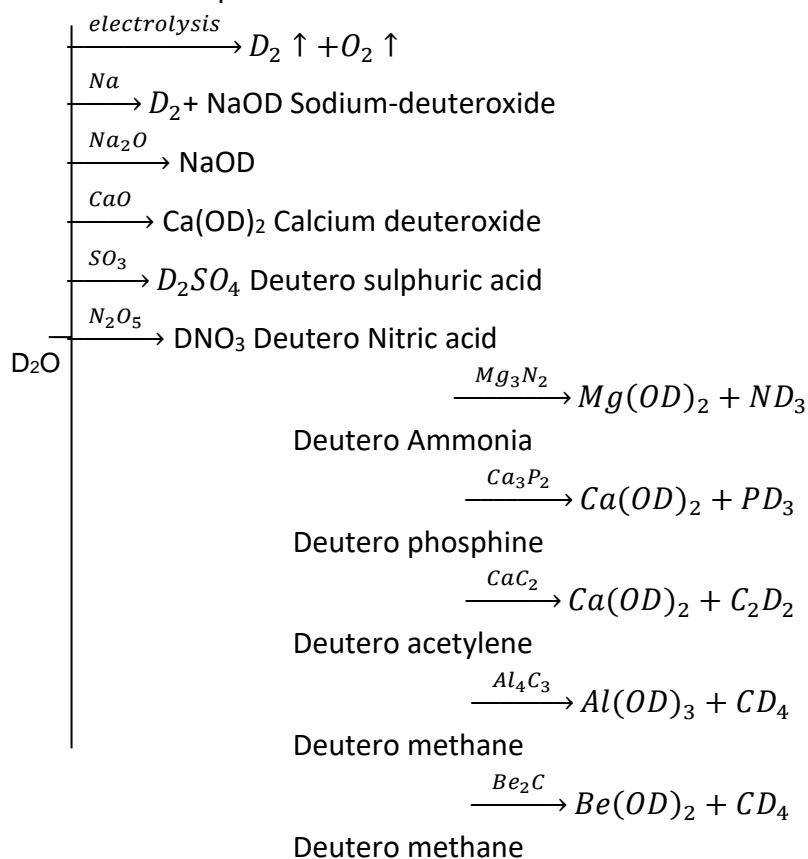 electrolysis → D₂ ↑ +O₂ ↑
Na → D₂+ NaOD Sodium-deuteroxide
Na₂O → NaOD
CaO → Ca(OD)₂ Calcium deuteroxide
SO₃ → D₂SO₄ Deutero sulphuric acid
N₂O₅ → DNO₃ Deutero Nitric acid
D₂O
Mg₃N₂ → Mg(OD)₂ + ND₃
Deutero Ammonia
Ca₃P₂ → Ca(OD)₂ + PD₃
Deutero phosphine
CaC₂ → Ca(OD)₂ + C₂D₂
Deutero acetylene
Al₄C₃ → Al(OD)₃ + CD₄
Deutero methane
Be₂C → Be(OD)₂ + CD₄
Deutero methane